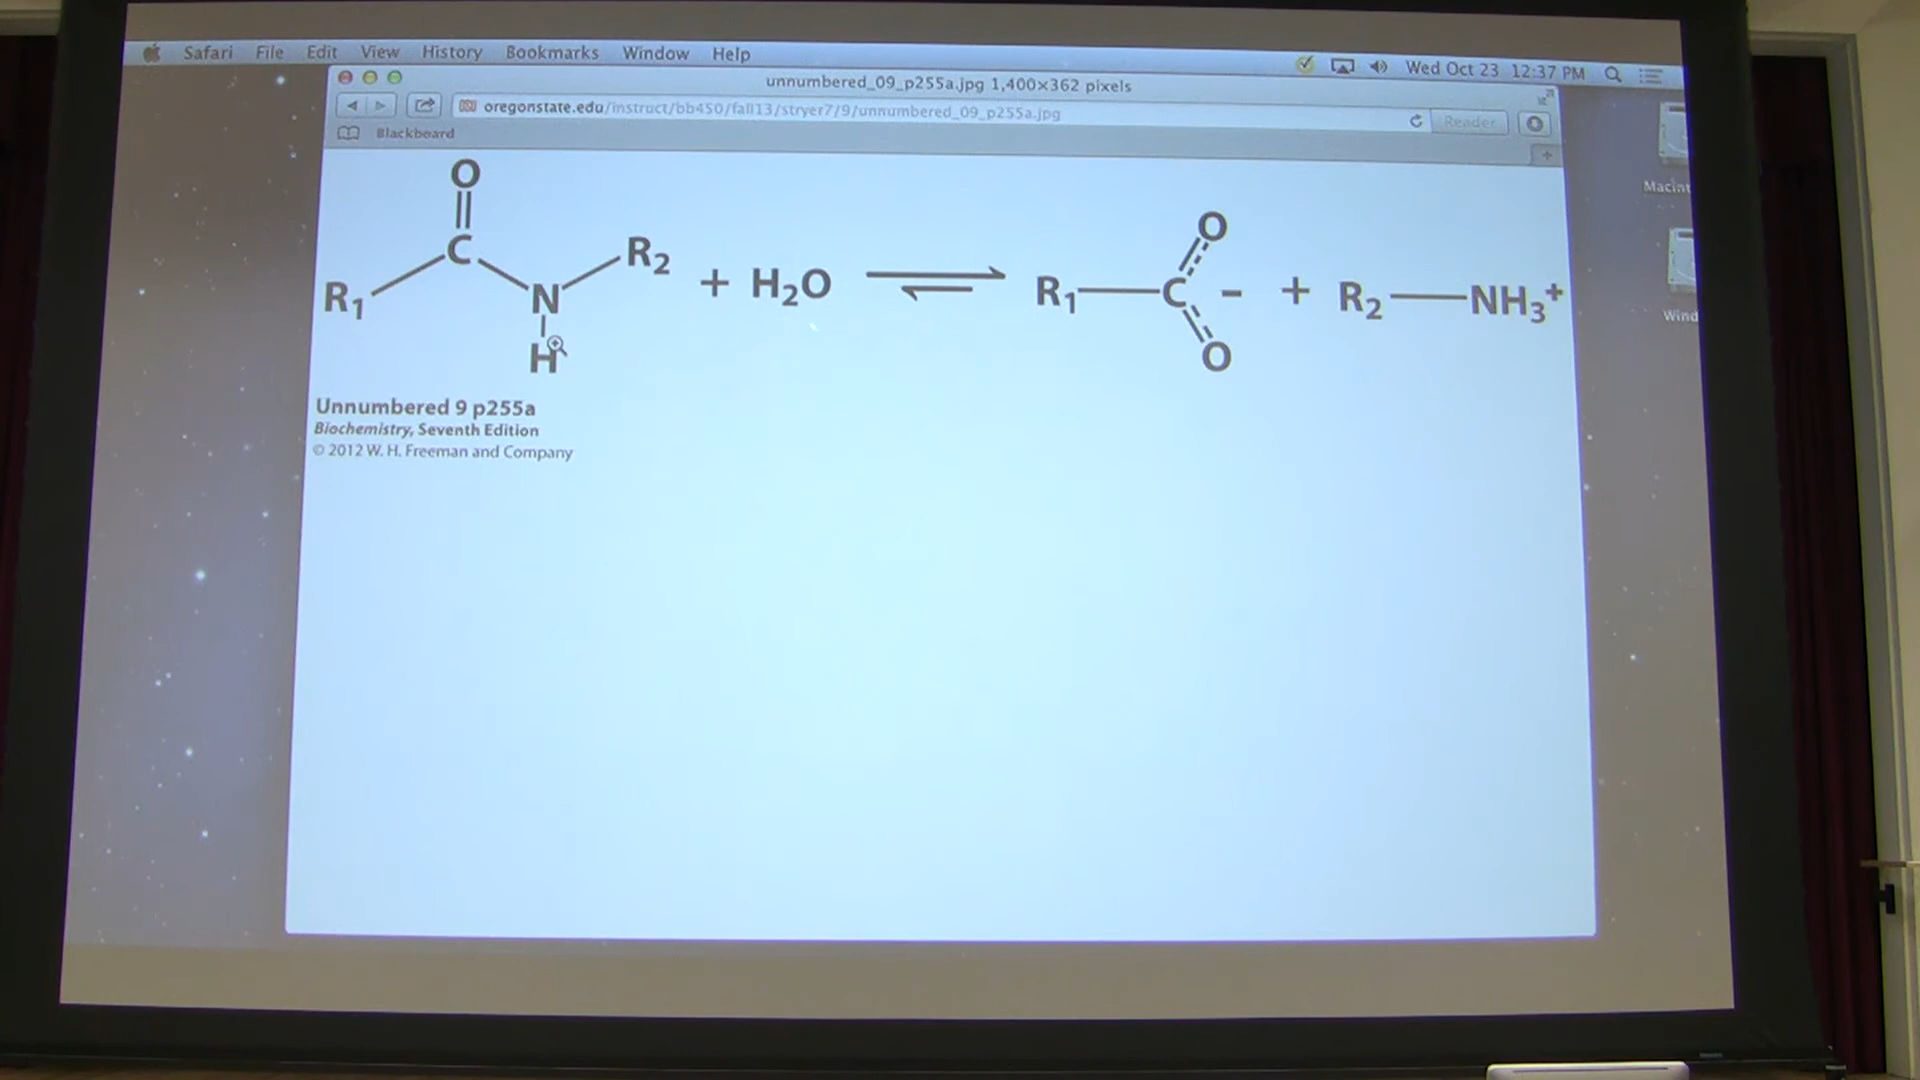 Safari File Edit View History Bookmarks Window Help
Wed Oct 23 12:37 PM
unnumbered_09_p255a.jpg 1,400×362 pixels
oregonstate.edu/instruct/bb450/fall13/stryer7/9/unnumbered_09_p255a.jpg
Reader
Blackboard
O
C
R₁
N
H
R₂
+ H₂O
R₁
C
O
O
-
+ R₂
NH₃⁺
Unnumbered 9 p255a
Biochemistry, Seventh Edition
© 2012 W. H. Freeman and Company